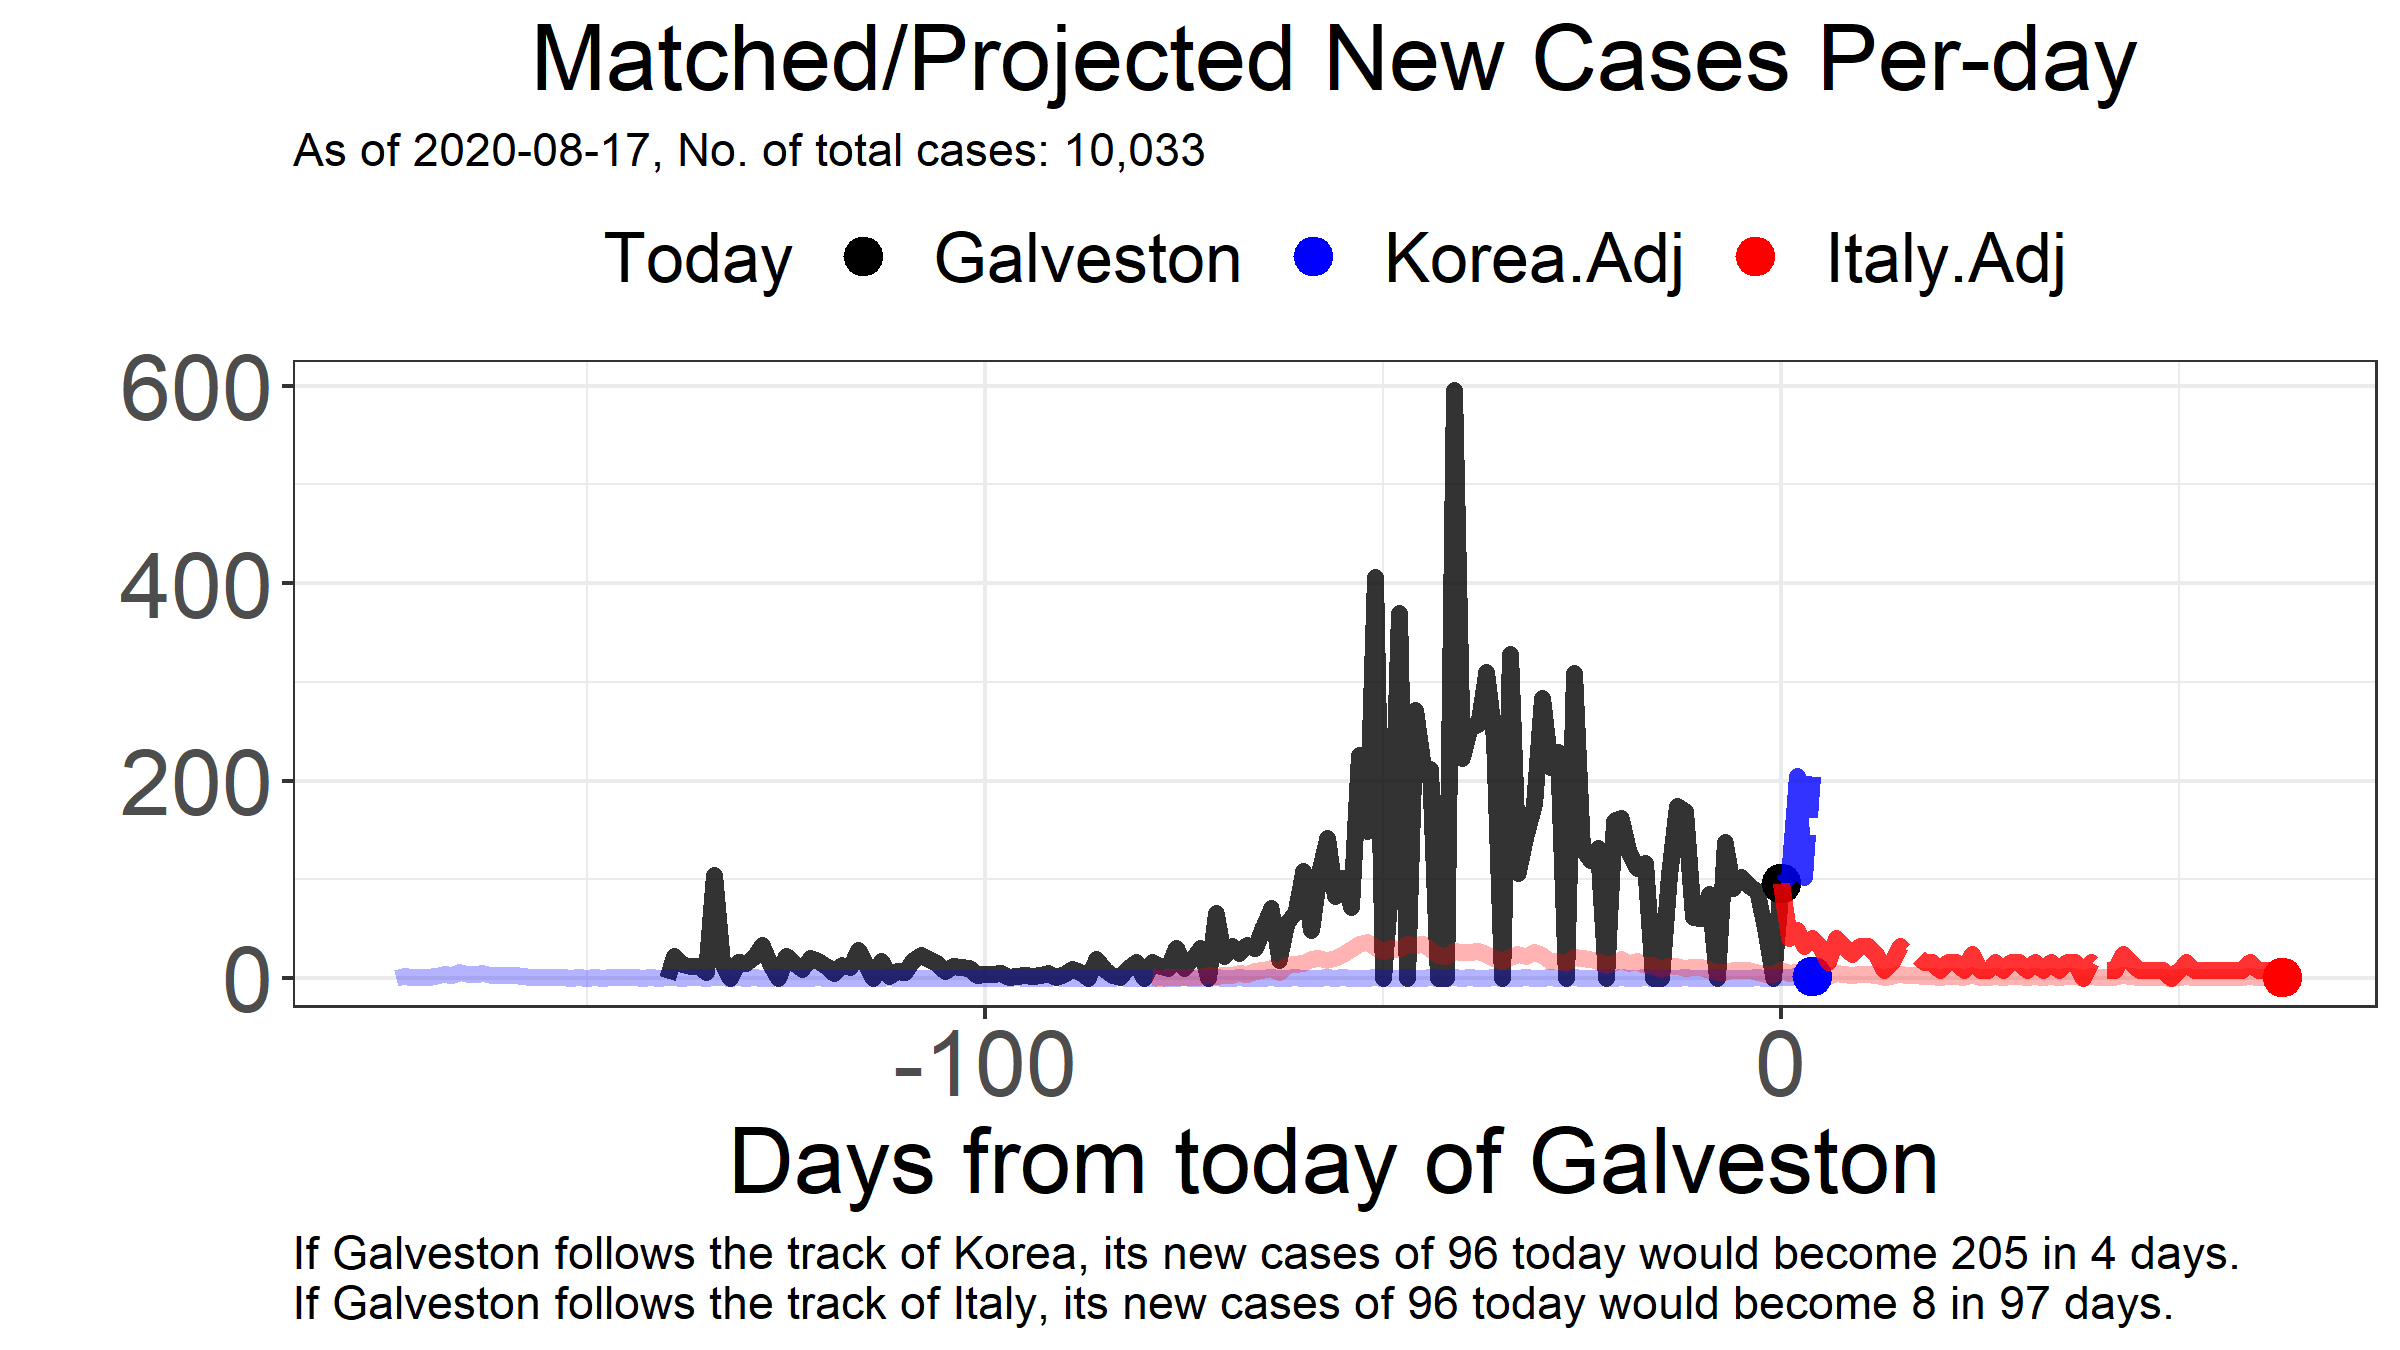 Matched/Projected New Cases Per-day
As of 2020-08-17, No. of total cases: 10,033
Today Galveston Korea.Adj Italy.Adj
600
400
200
0
-100 0
Days from today of Galveston
If Galveston follows the track of Korea, its new cases of 96 today would become 205 in 4 days.
If Galveston follows the track of Italy, its new cases of 96 today would become 8 in 97 days.